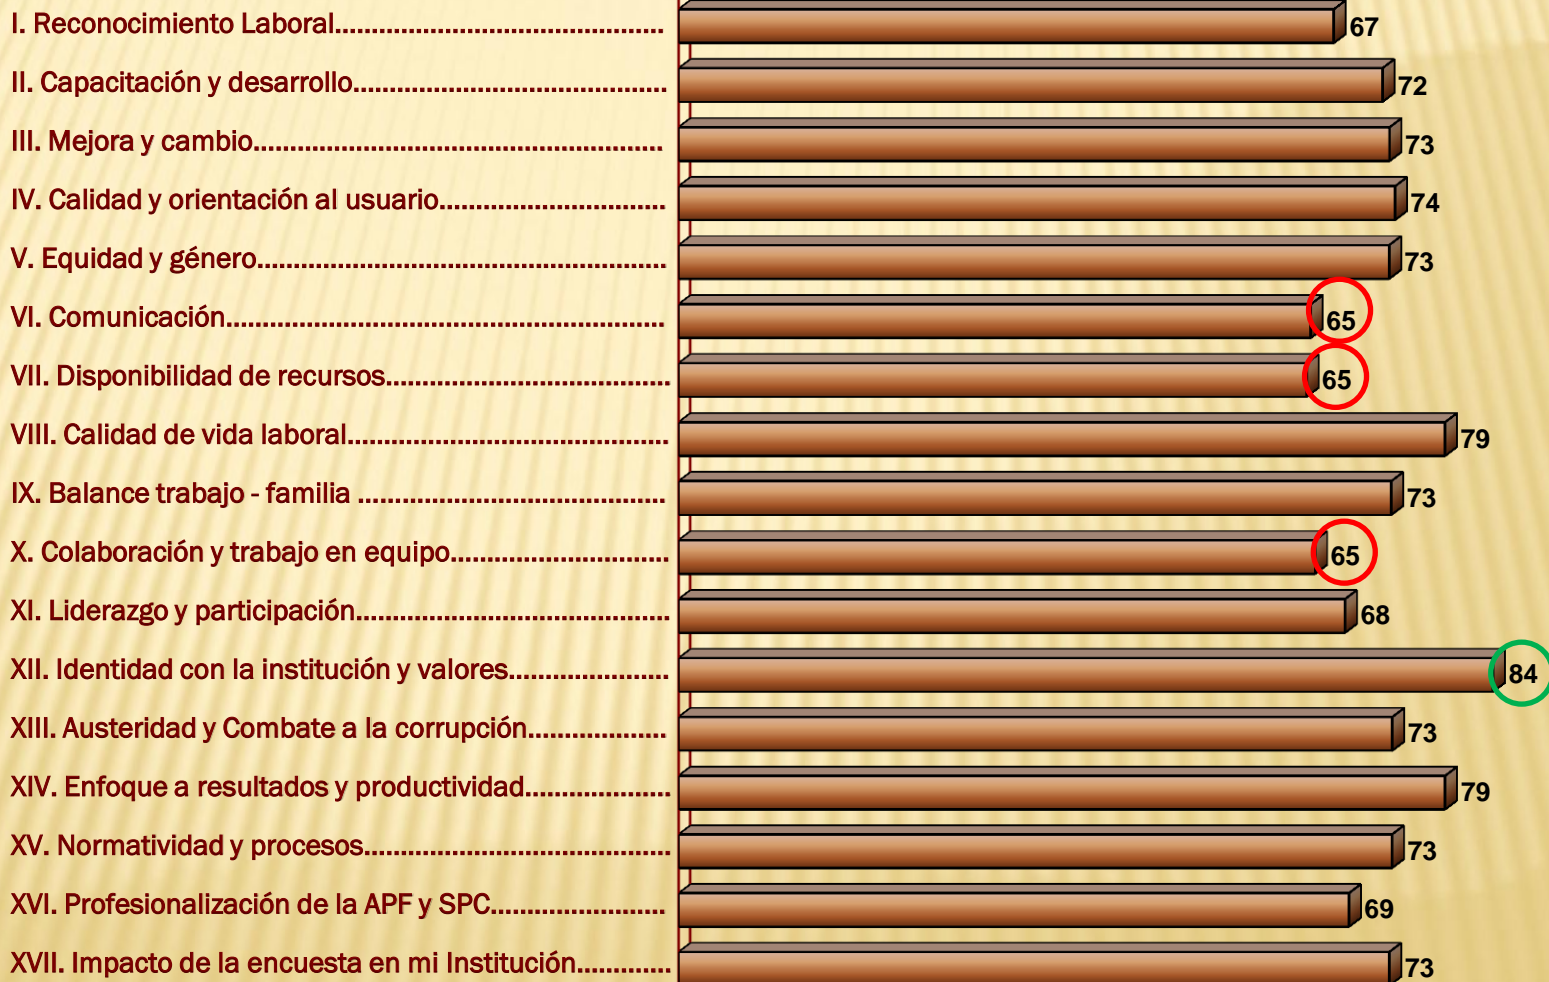 I. Reconocimiento Laboral............................................ 67
II. Capacitación y desarrollo.......................................... 72
III. Mejora y cambio....................................................... 73
IV. Calidad y orientación al usuario.............................. 74
V. Equidad y género....................................................... 73
VI. Comunicación........................................................... 65
VII. Disponibilidad de recursos...................................... 65
VIII. Calidad de vida laboral........................................... 79
IX. Balance trabajo - familia ......................................... 73
X. Colaboración y trabajo en equipo............................. 65
XI. Liderazgo y participación.......................................... 68
XII. Identidad con la institución y valores..................... 84
XIII. Austeridad y Combate a la corrupción................... 73
XIV. Enfoque a resultados y productividad.................... 79
XV. Normatividad y procesos......................................... 73
XVI. Profesionalización de la APF y SPC........................ 69
XVII. Impacto de la encuesta en mi Institución............. 73